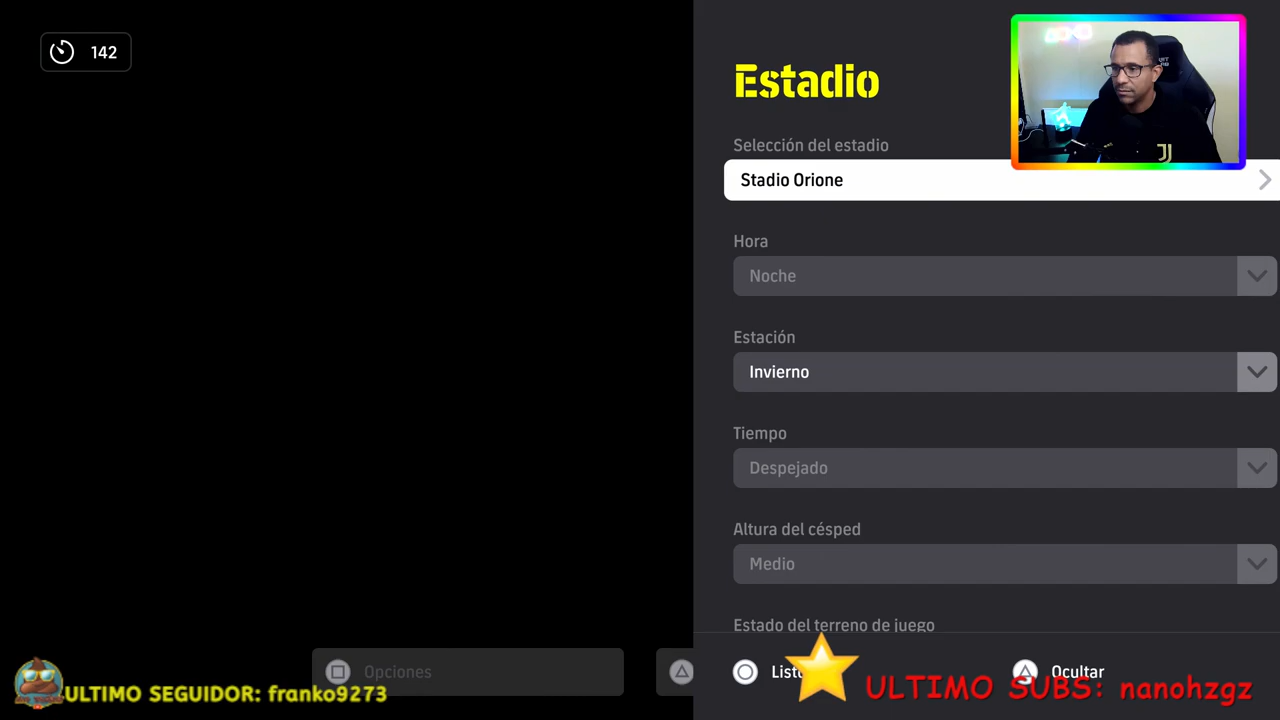 142
Estadio
Selección del estadio
Stadio Orione
Hora
Noche
Estación
Invierno
Tiempo
Despejado
Altura del césped
Medio
Estado del terreno de juego
Opciones
Ocultar
ULTIMO SEGUIDOR: franko9273
ULTIMO SUBS: nanohzgz